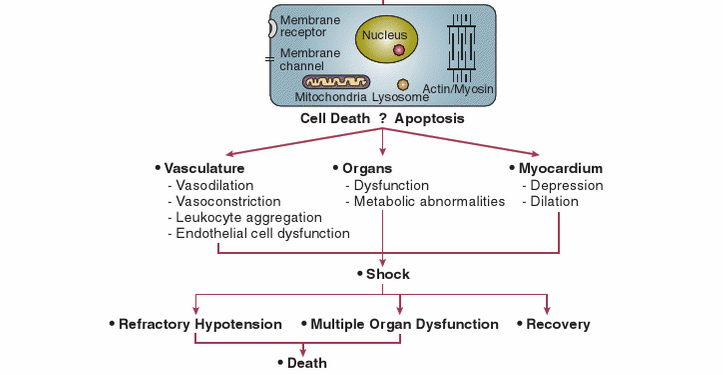 Membrane
receptor
Nucleus
Membrane
channel
Mitochondria Lysosome Actin/Myosin
Cell Death ? Apoptosis
• Vasculature
- Vasodilation
- Vasoconstriction
- Leukocyte aggregation
- Endothelial cell dysfunction
• Organs
- Dysfunction
- Metabolic abnormalities
• Myocardium
- Depression
- Dilation
• Shock
• Refractory Hypotension • Multiple Organ Dysfunction • Recovery
• Death